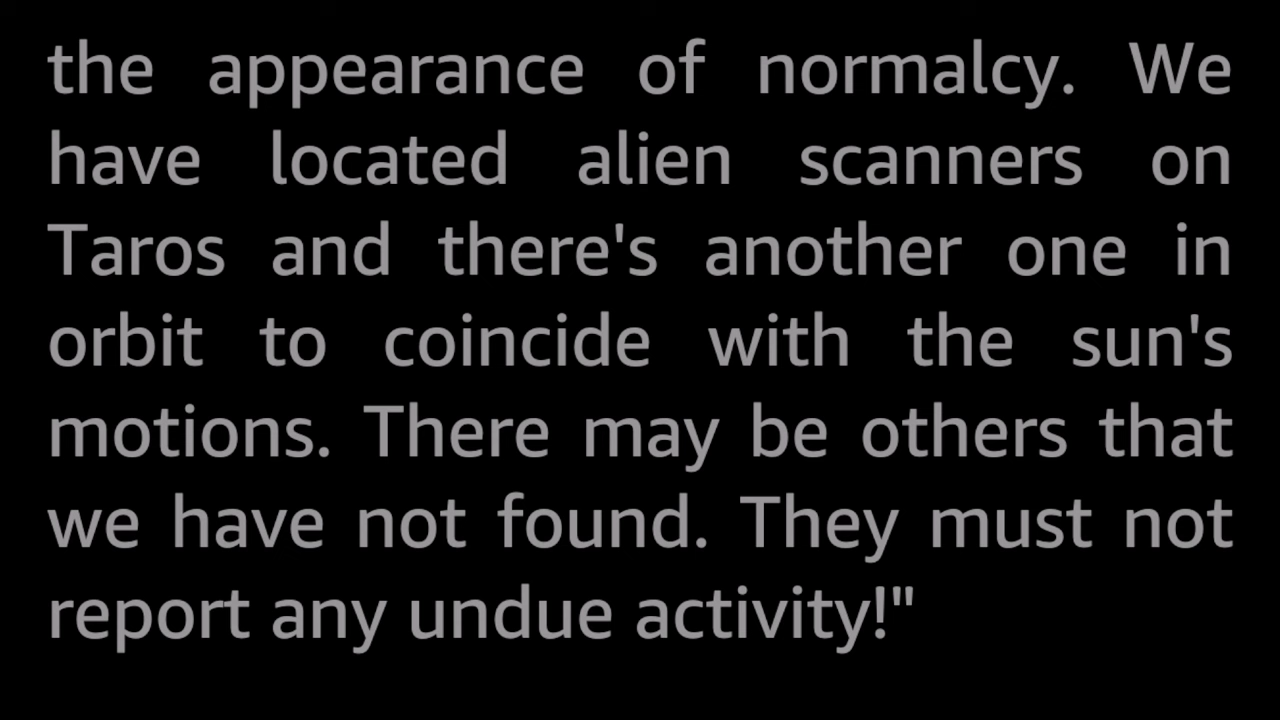 the appearance of normalcy. We
have located alien scanners on
Taros and there's another one in
orbit to coincide with the sun's
motions. There may be others that
we have not found. They must not
report any undue activity!"